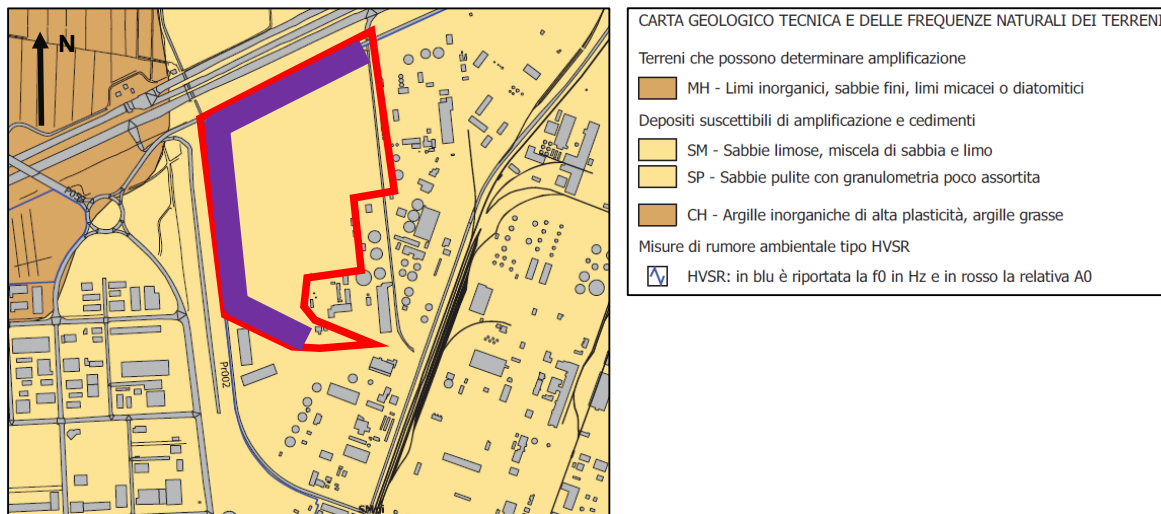 N
CARTA GEOLOGICO TECNICA E DELLE FREQUENZE NATURALI DEI TERRENI
Terreni che possono determinare amplificazione
MH - Limi inorganici, sabbie fini, limi micacei o diatomitici
Depositi suscettibili di amplificazione e cedimenti
SM - Sabbie limose, miscela di sabbia e limo
SP - Sabbie pulite con granulometria poco assortita
CH - Argille inorganiche di alta plasticità, argille grasse
Misure di rumore ambientale tipo HVSR
HVSR: in blu è riportata la f0 in Hz e in rosso la relativa A0
Pr002